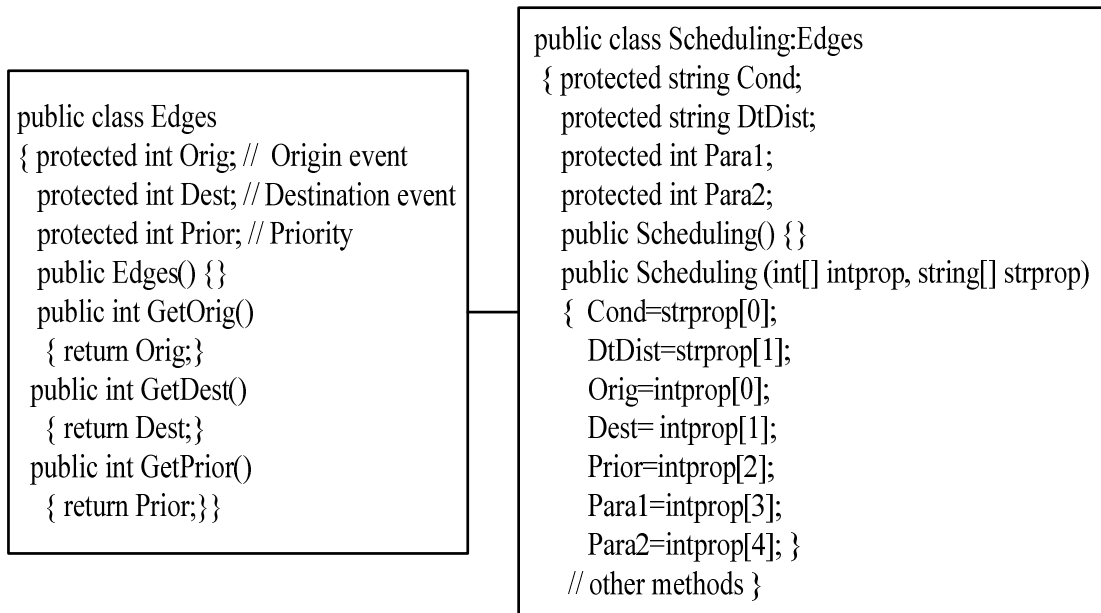 public class Edges
{ protected int Orig; // Origin event
protected int Dest; // Destination event
protected int Prior; // Priority
public Edges() {}
public int GetOrig()
{ return Orig;}
public int GetDest()
{ return Dest;}
public int GetPrior()
{ return Prior;}}
public class Scheduling:Edges
{ protected string Cond;
protected string DtDist;
protected int Para1;
protected int Para2;
public Scheduling() {}
public Scheduling (int[] intprop, string[] strprop)
{ Cond=strprop[0];
DtDist=strprop[1];
Orig=intprop[0];
Dest= intprop[1];
Prior=intprop[2];
Para1=intprop[3];
Para2=intprop[4]; }
// other methods }